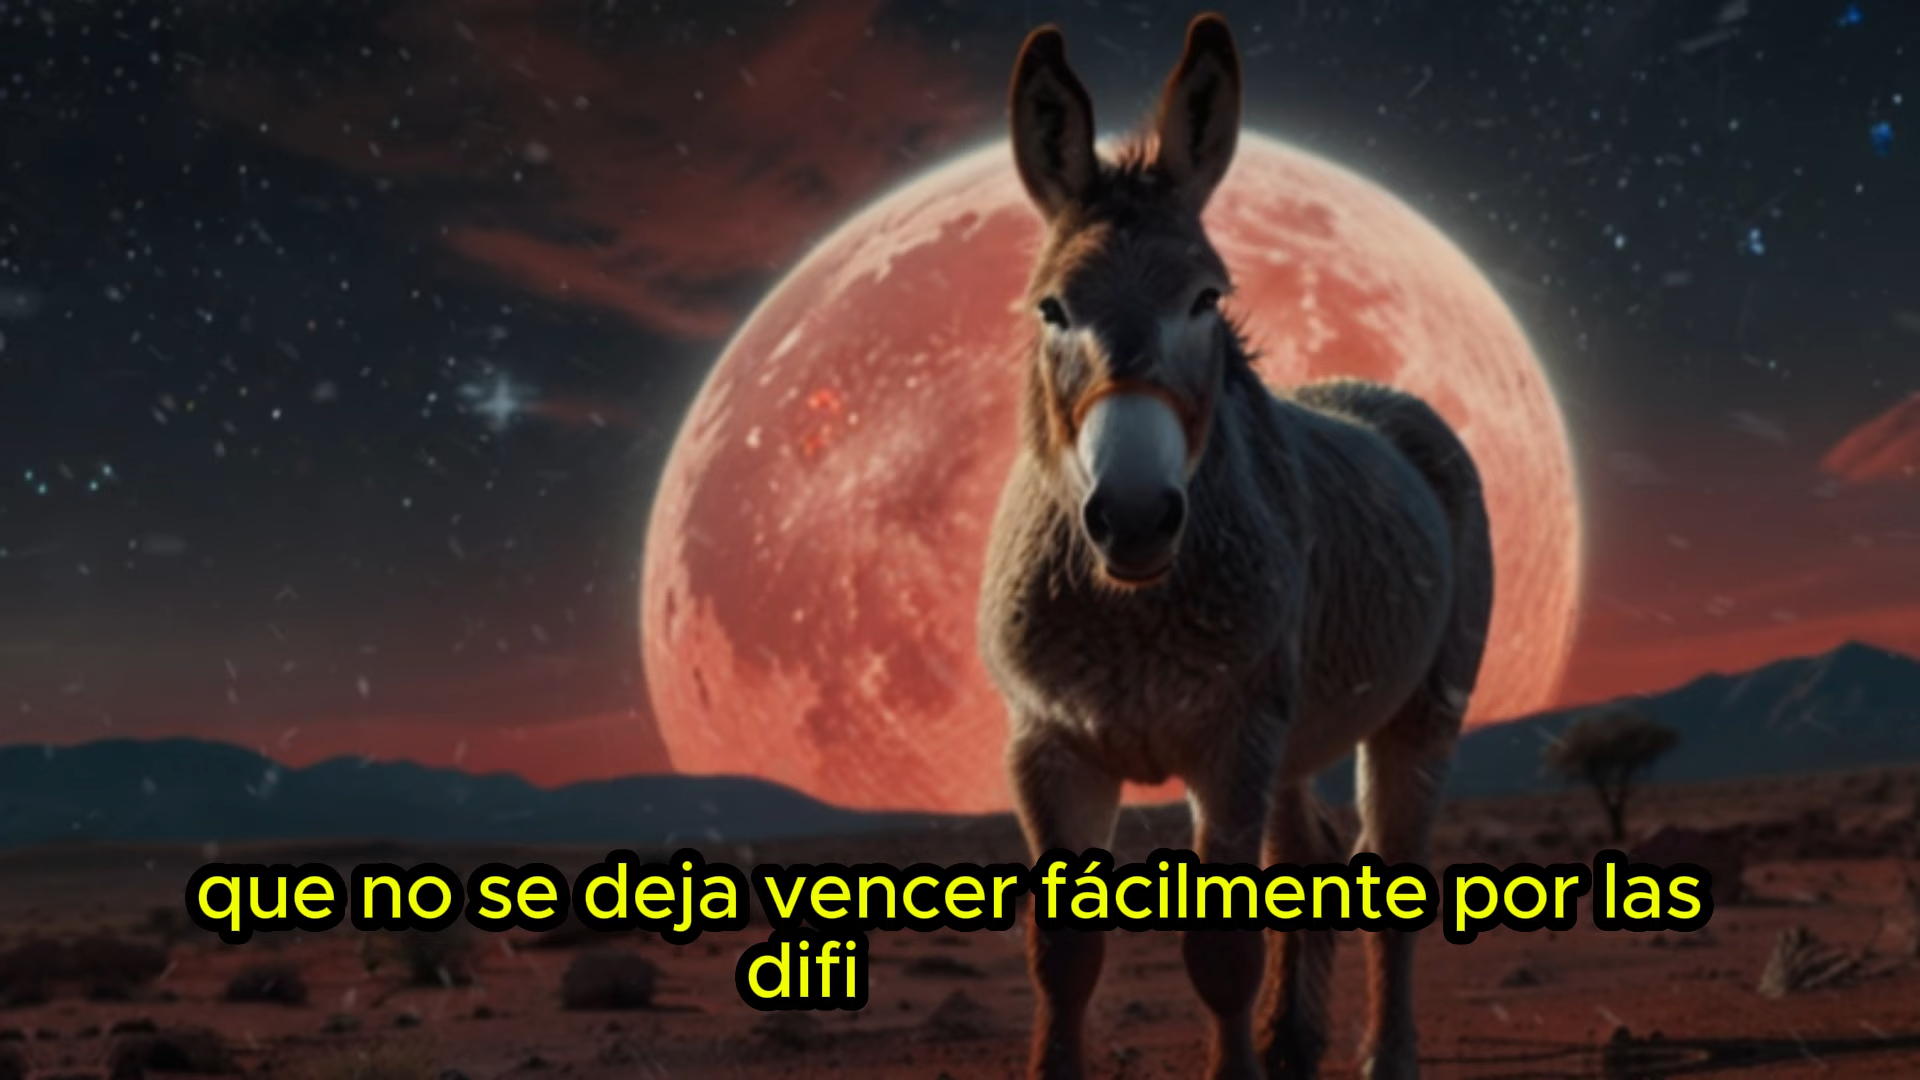 que no se deja vencer fácilmente por las
difi